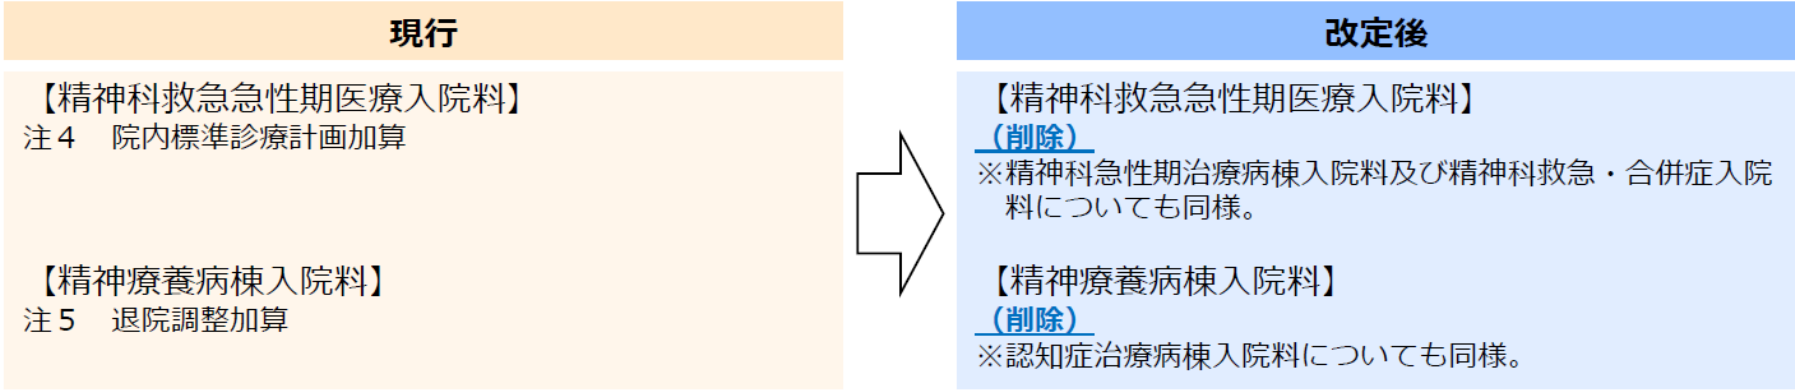 現行
【精神科救急急性期医療入院料】
注４　院内標準診療計画加算
【精神療養病棟入院料】
注５　退院調整加算
改定後
【精神科救急急性期医療入院料】
（削除）
※精神科急性期治療病棟入院料及び精神科救急・合併症入院
料についても同様。
【精神療養病棟入院料】
（削除）
※認知症治療病棟入院料についても同様。